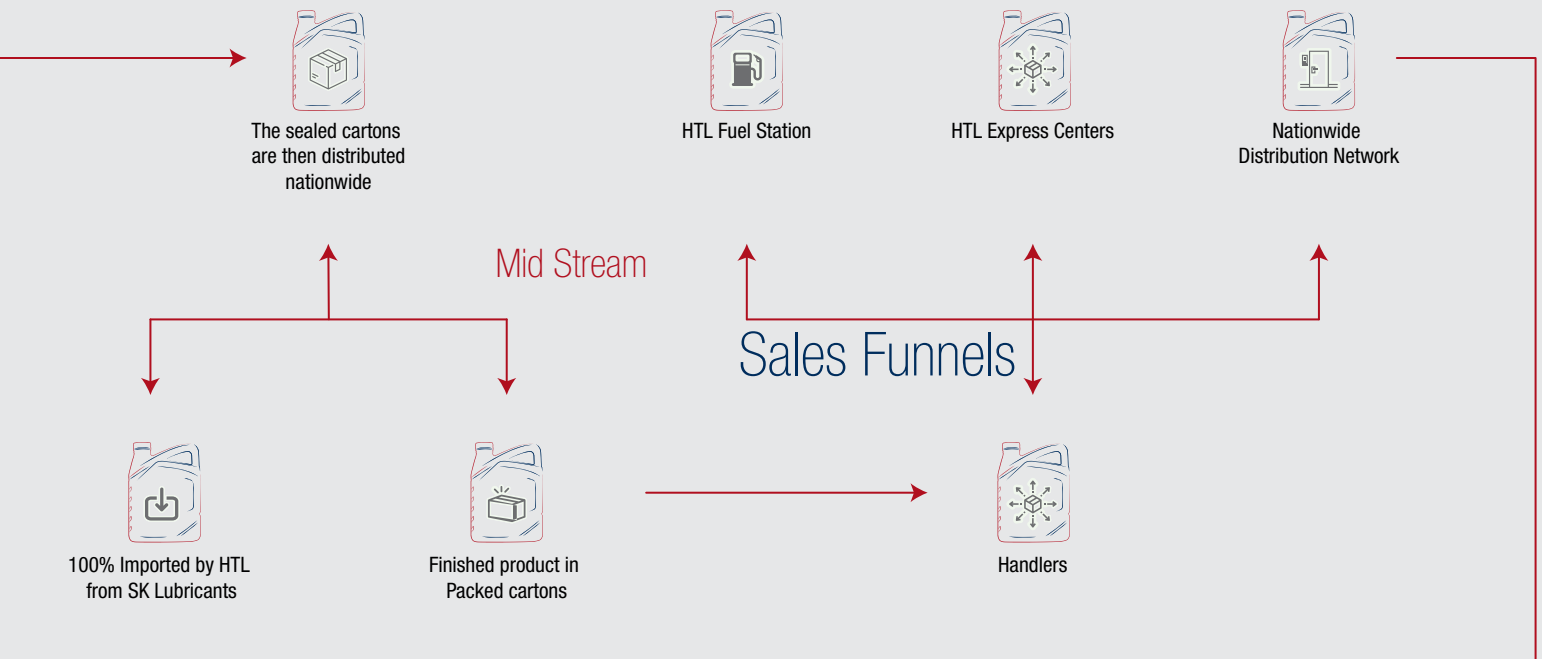 The sealed cartons
are then distributed
nationwide
HTL Fuel Station
HTL Express Centers
Nationwide
Distribution Network
Mid Stream
Sales Funnels
100% Imported by HTL
from SK Lubricants
Finished product in
Packed cartons
Handlers